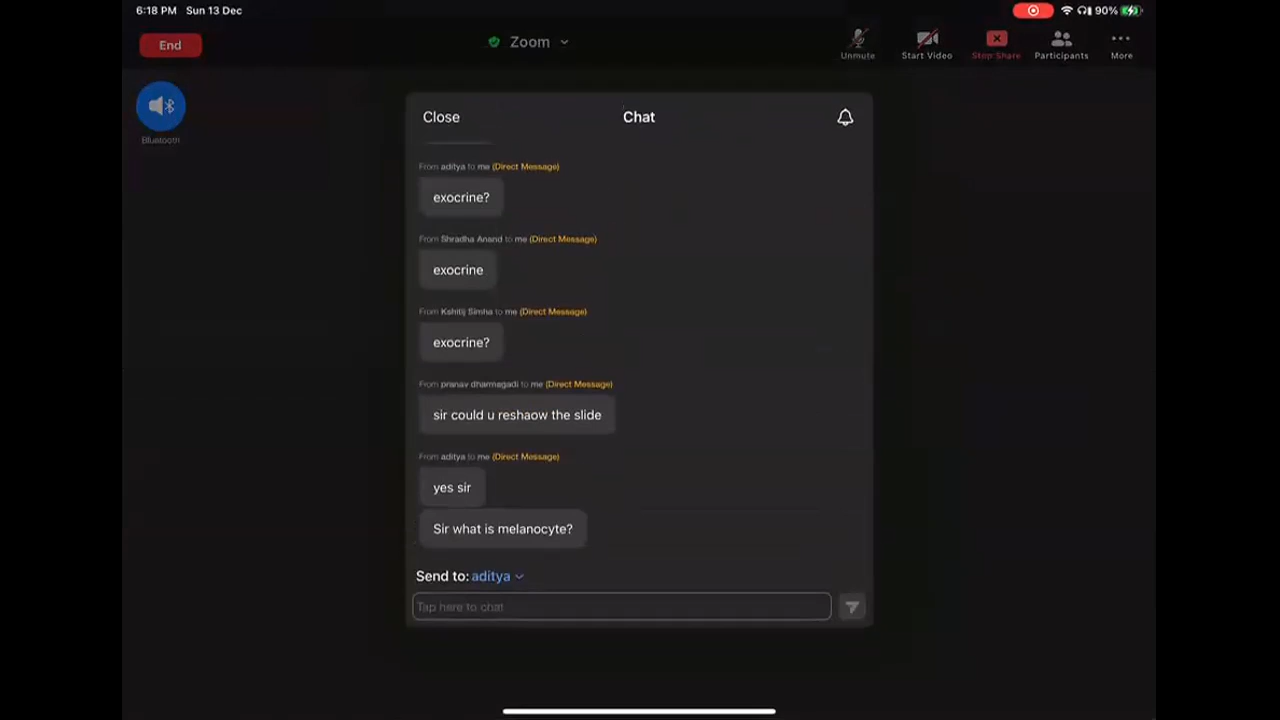 6:18 PM Sun 13 Dec
90%
End
Zoom
Unmute
Start Video
Stop Share
Participants
More
Bluetooth
Close
Chat
From aditya to me (Direct Message)
exocrine?
From Shradha Anand to me (Direct Message)
exocrine
From Kshitij Simha to me (Direct Message)
exocrine?
From pranav dharmagadi to me (Direct Message)
sir could u reshaow the slide
From aditya to me (Direct Message)
yes sir
Sir what is melanocyte?
Send to: aditya
Tap here to chat